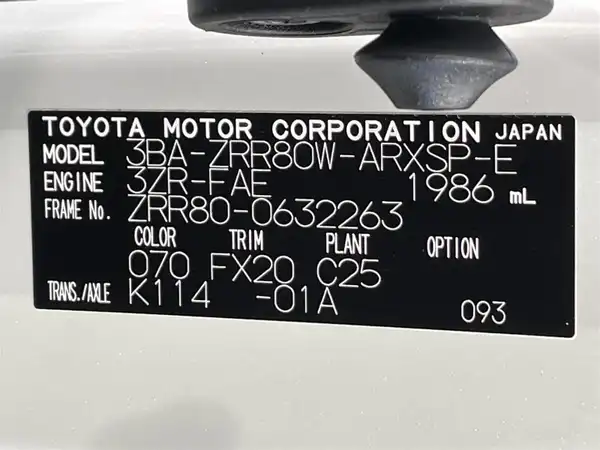 TOYOTA MOTOR CORPORATION JAPAN
MODEL 3BA-ZRR80W-ARXSP-E
ENGINE 3ZR-FAE 1986 mL
FRAME No. ZRR80-0632263
COLOR TRIM PLANT OPTION
070 FX20 C25
TRANS./AXLE K114 -01A 093